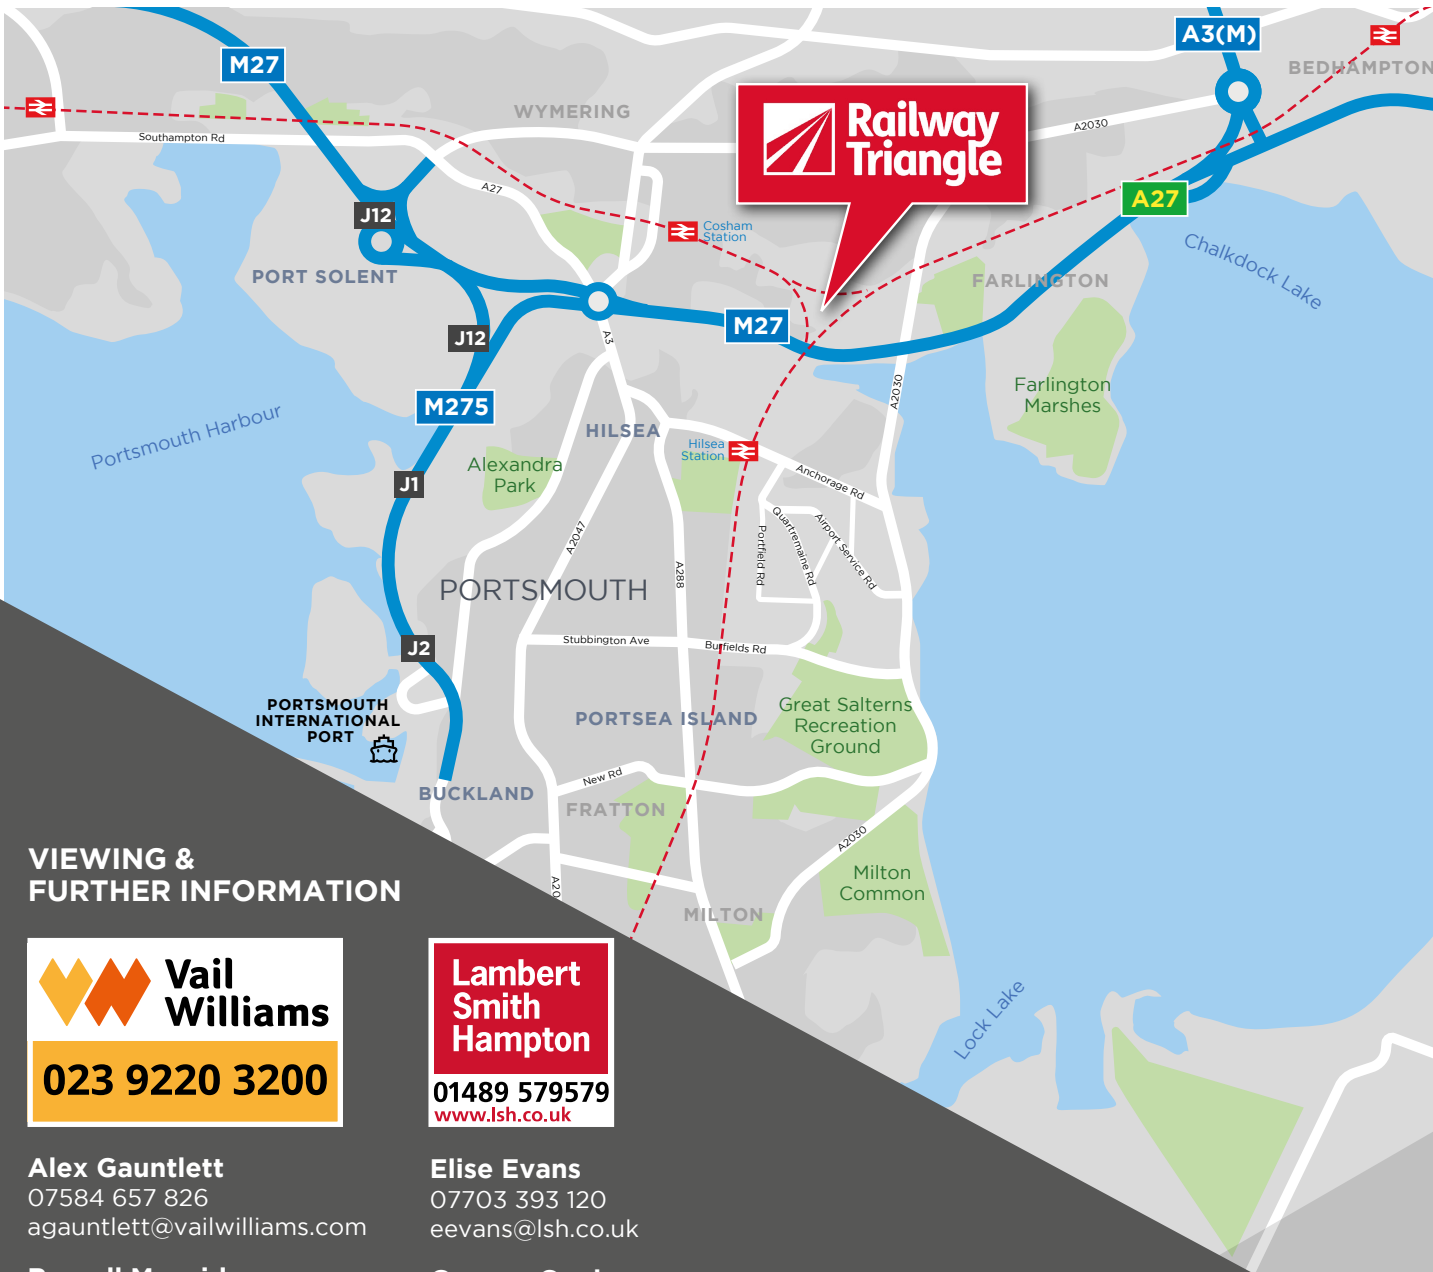 M27
A3(M)
BEDHAMPTON
WYMERING
Railway
Triangle
A2030
Southampton Rd
A27
A27
J12
Cosham
Station
Chalkdock Lake
PORT SOLENT
FARLINGTON
M27
J12
A3
Farlington
Marshes
A2030
M275
Portsmouth Harbour
HILSEA
Hilsea
Station
Alexandra
Park
Anchorage Rd
J1
Quartremaine Rd
Airport Service Rd
Portfield Rd
A2047
A288
PORTSMOUTH
Stubbington Ave
Burfields Rd
J2
PORTSMOUTH
INTERNATIONAL
PORT
PORTSEA ISLAND
Great Salterns
Recreation
Ground
New Rd
BUCKLAND
FRATTON
A2030
Milton
Common
MILTON
Lock Lake
VIEWING &
FURTHER INFORMATION
Vail
Williams
023 9220 3200
Lambert
Smith
Hampton
01489 579579
www.lsh.co.uk
Alex Gauntlett
07584 657 826
agauntlett@vailwilliams.com
Elise Evans
07703 393 120
eevans@lsh.co.uk